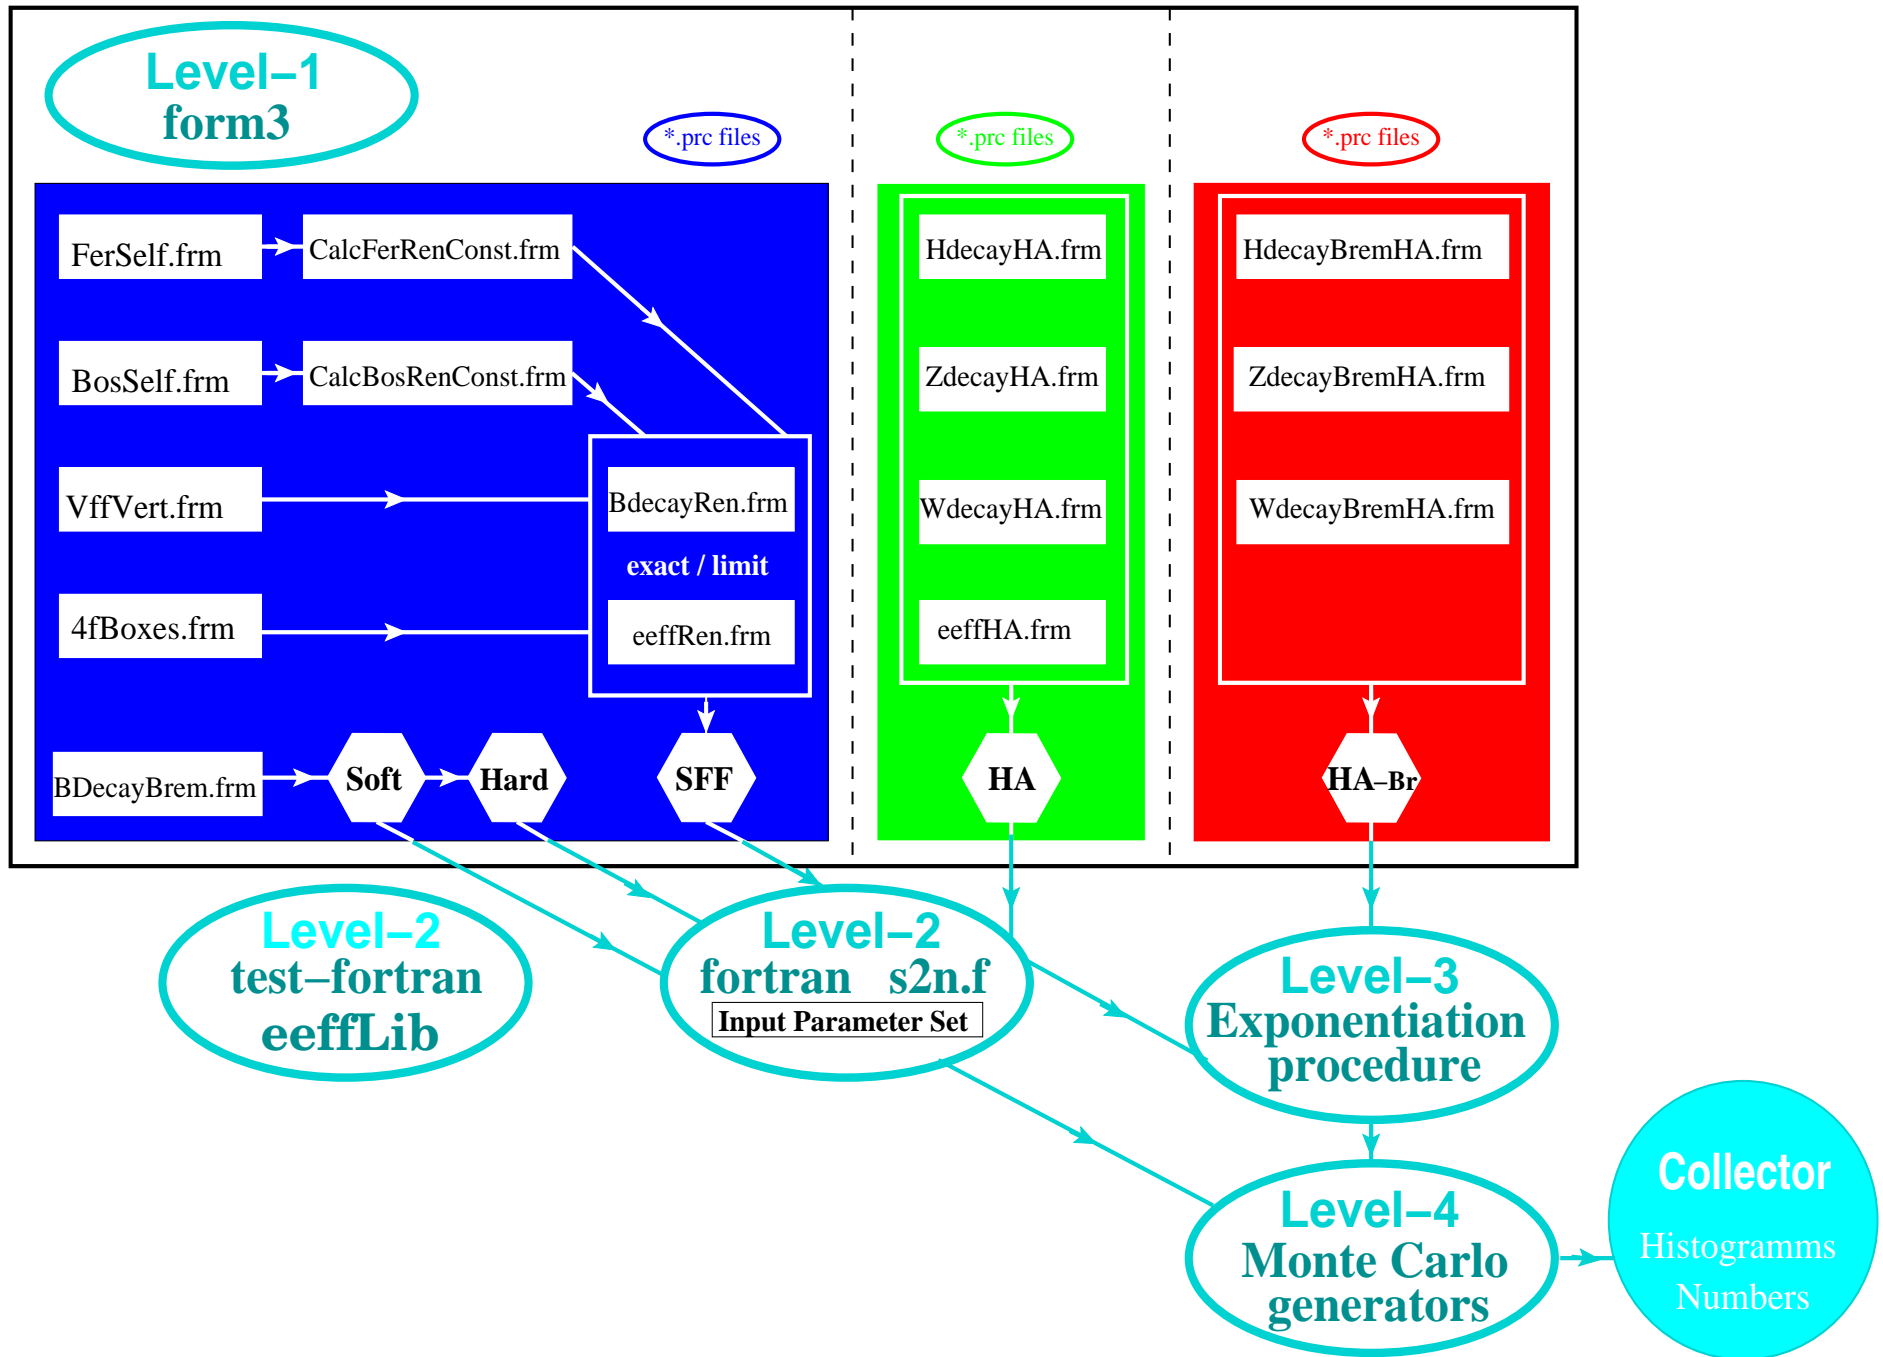 Level–1
form3
*.prc files
*.prc files
*.prc files
FerSelf.frm
CalcFerRenConst.frm
HdecayHA.frm
HdecayBremHA.frm
BosSelf.frm
CalcBosRenConst.frm
ZdecayHA.frm
ZdecayBremHA.frm
VffVert.frm
BdecayRen.frm
WdecayHA.frm
WdecayBremHA.frm
exact / limit
4fBoxes.frm
eeffRen.frm
eeffHA.frm
BDecayBrem.frm
Soft
Hard
SFF
HA
HA–Br
Level–2
test–fortran
eeffLib
Level–2
fortran s2n.f
Input Parameter Set
Level–3
Exponentiation
procedure
Level–4
Monte Carlo
generators
Collector
Histogramms
Numbers